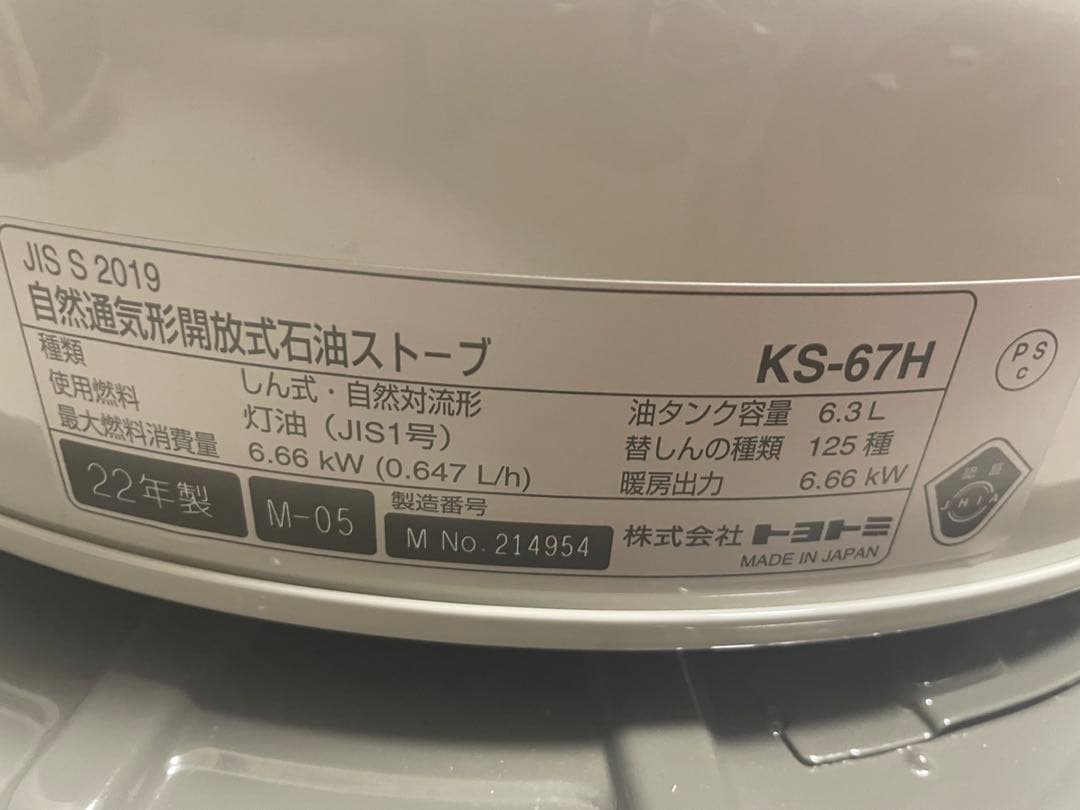 JIS S 2019
自然通気形開放式石油ストーブ
KS-67H
種類 しん式・自然対流形
使用燃料 灯油（JIS1号）
最大燃料消費量 6.66 kW (0.647 L/h)
油タンク容量 6.3 L
替しんの種類 125 種
暖房出力 6.66 kW
22年製
M-05
製造番号
M No. 214954
株式会社 トヨトミ
MADE IN JAPAN
PS
C
認証
JHIA